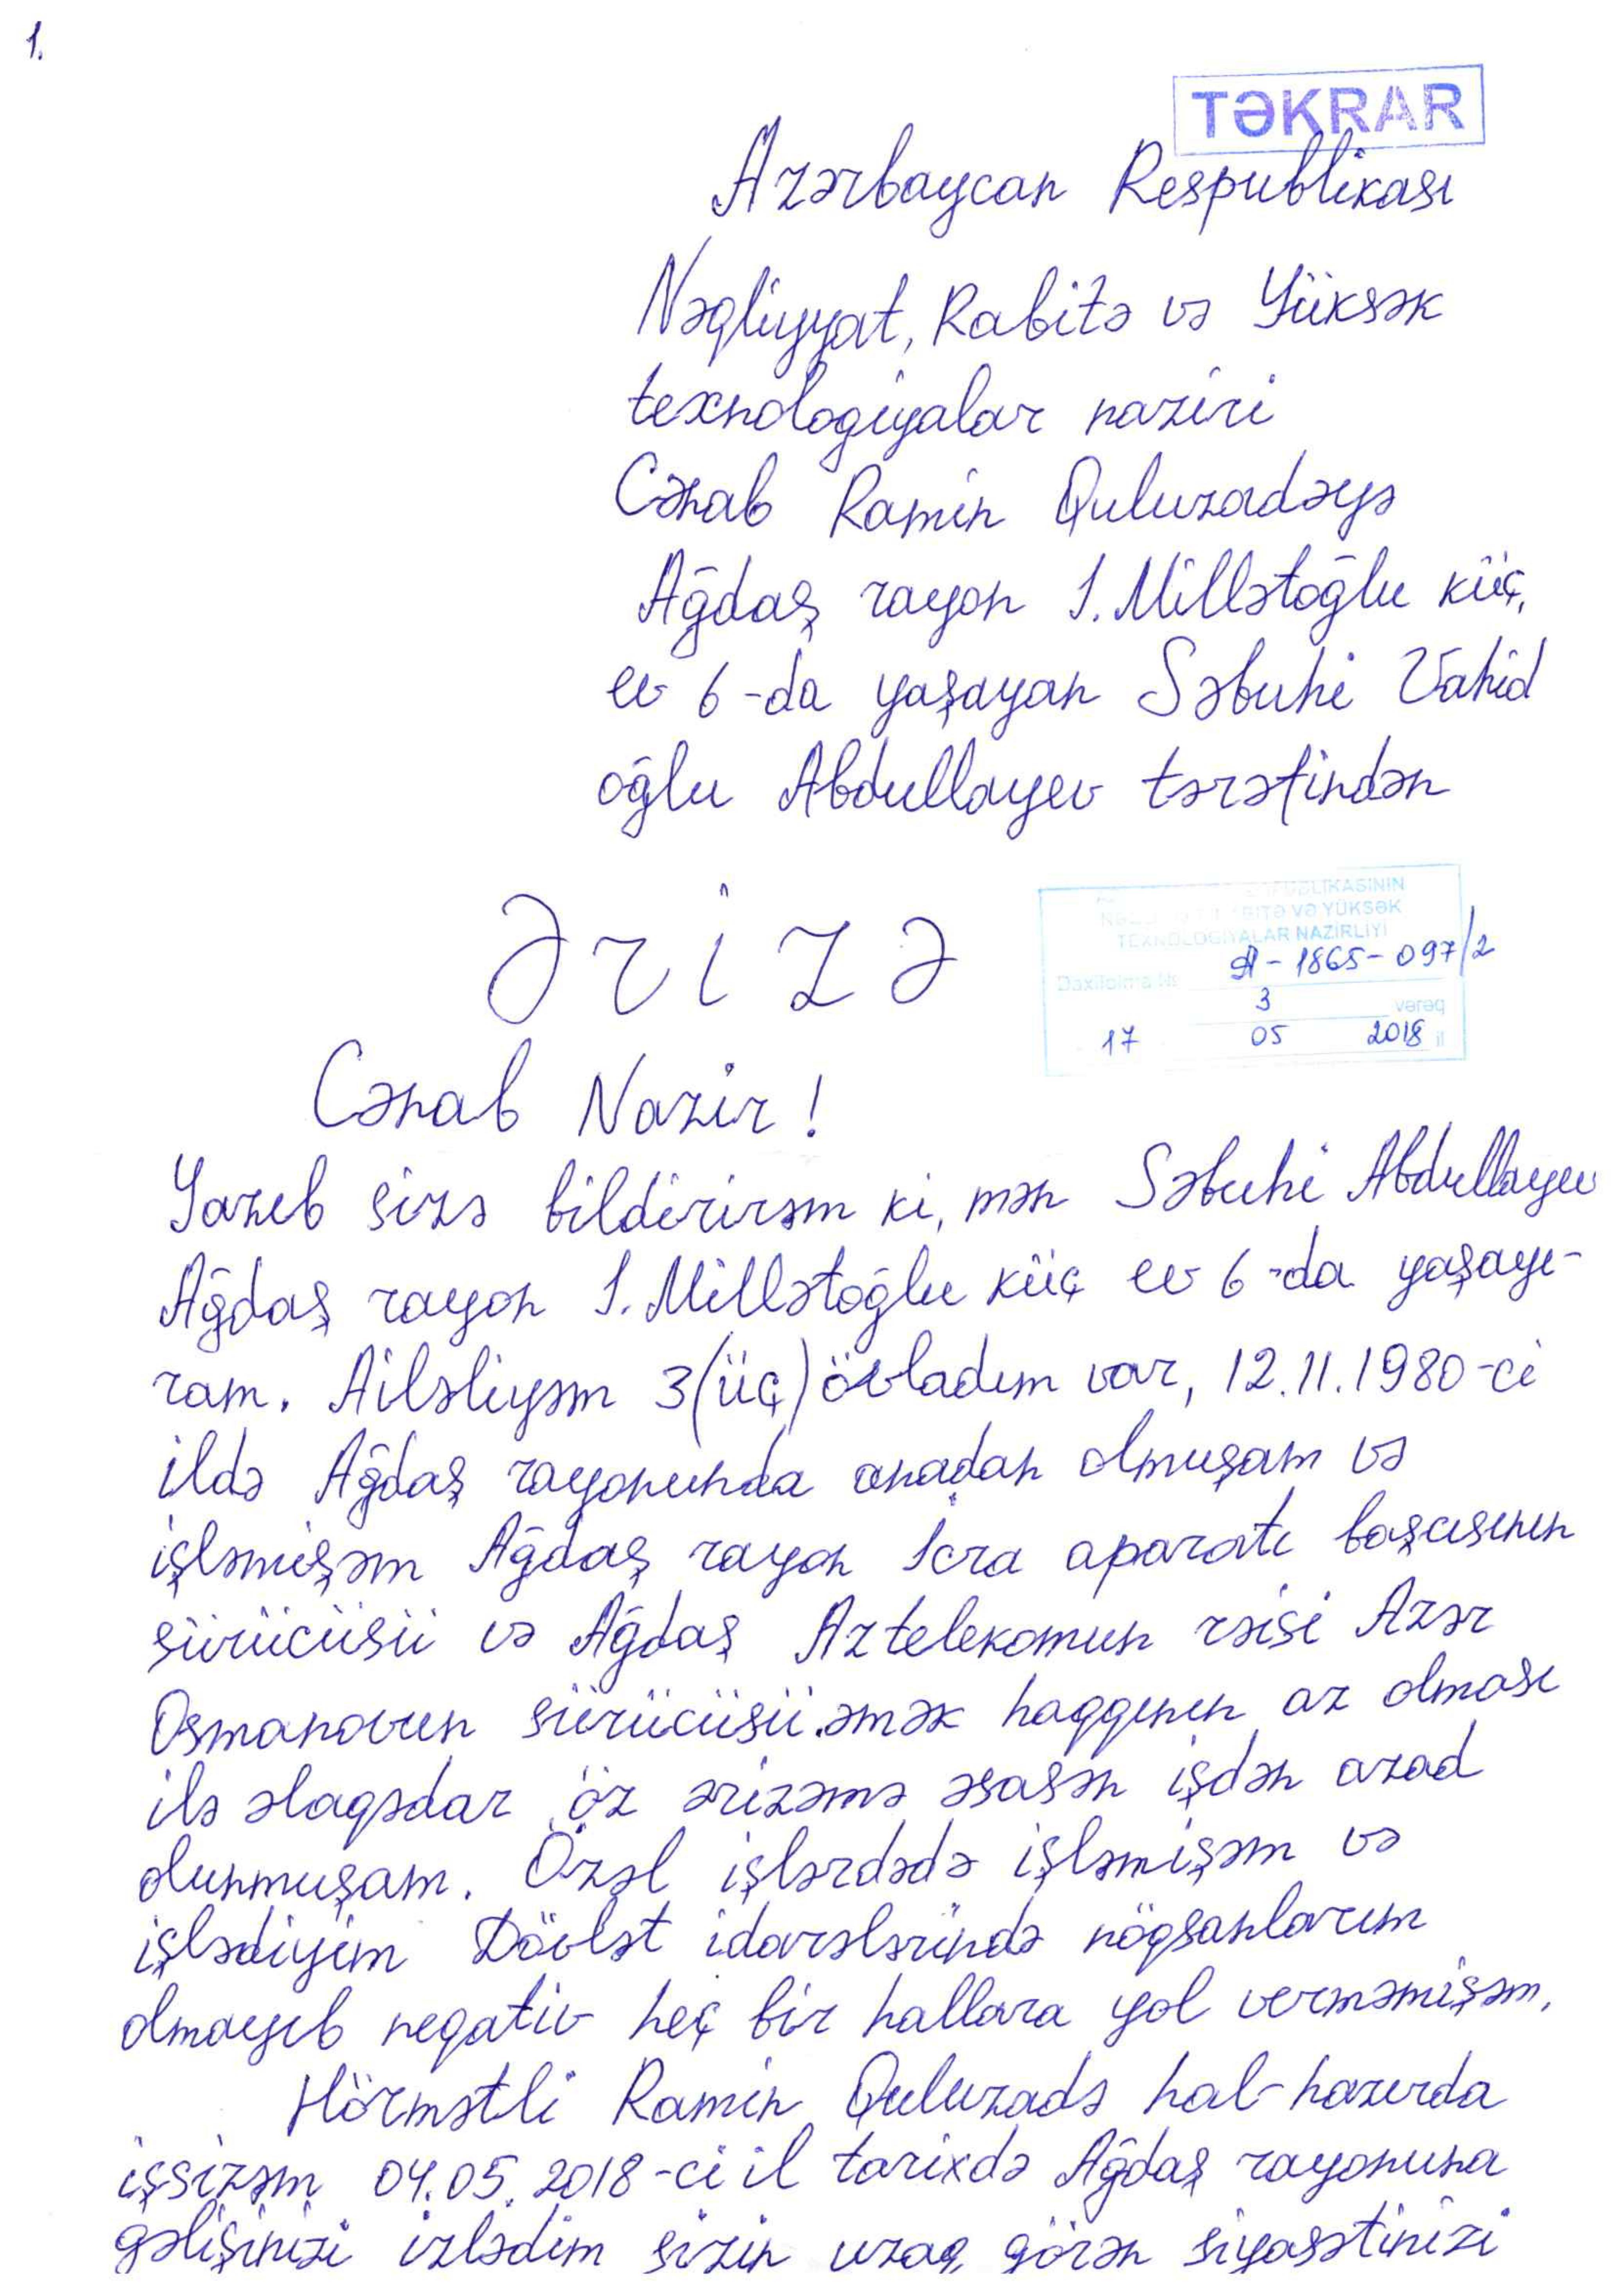 1.
TƏKRAR
Azərbaycan Respublikası
Nəqliyyat, Rabitə və Yüksək
texnologiyalar naziri
Cənab Ramin Quluzadəyə
Ağdaş rayon 1. Millətoğlu küç,
ev 6-da yaşayan Səbuhi Vahid
oğlu Abdullayev tərəfindən
ƏRİZƏ
TEXNOLOGİYALAR NAZİRLİYİ
RABİTƏ VƏ YÜKSƏK
Daxilolma № A-1865-097/2
3 vərəq
17 05 2018 il
Cənab Nazir!
Yazıb sizə bildirirəm ki, mən Səbuhi Abdullayev
Ağdaş rayon 1. Millətoğlu küç ev 6-da yaşayı-
ram. Ailəliyəm 3(üç) övladım var, 12.11.1980-ci
ildə Ağdaş rayonunda anadan olmuşam və
işləmişəm Ağdaş rayon İcra aparatı başçısının
sürücüsü və Ağdaş Aztelekomun rəisi Azər
Osmanovun sürücüsü. əmək haqqının az olması
ilə əlaqədar öz ərizəmə əsasən işdən azad
olunmuşam. Özəl işlərdədə işləmişəm və
işlədiyim Dövlət idarələrində nöqsanlarım
olmayıb neqativ heç bir hallara yol verməmişəm,
Hörmətli Ramin Quluzadə hal-hazırda
işsizəm 04.05.2018-ci il tarixdə Ağdaş rayonuna
gəlişinizi izlədim sizin uzaq görən siyasətinizi